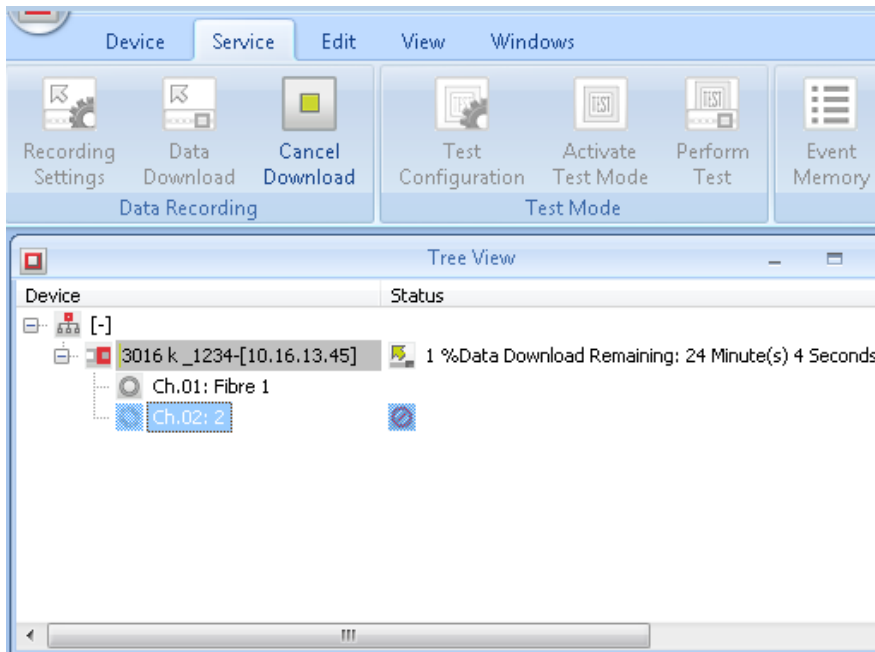 Device Service Edit View Windows
Recording Settings
Data Download
Cancel Download
Test Configuration
Activate Test Mode
Perform Test
Event Memory
Data Recording
Test Mode
Tree View
Device Status
[-]
3016 k _1234-[10.16.13.45] 1 %Data Download Remaining: 24 Minute(s) 4 Seconds
Ch.01: Fibre 1
Ch.02: 2